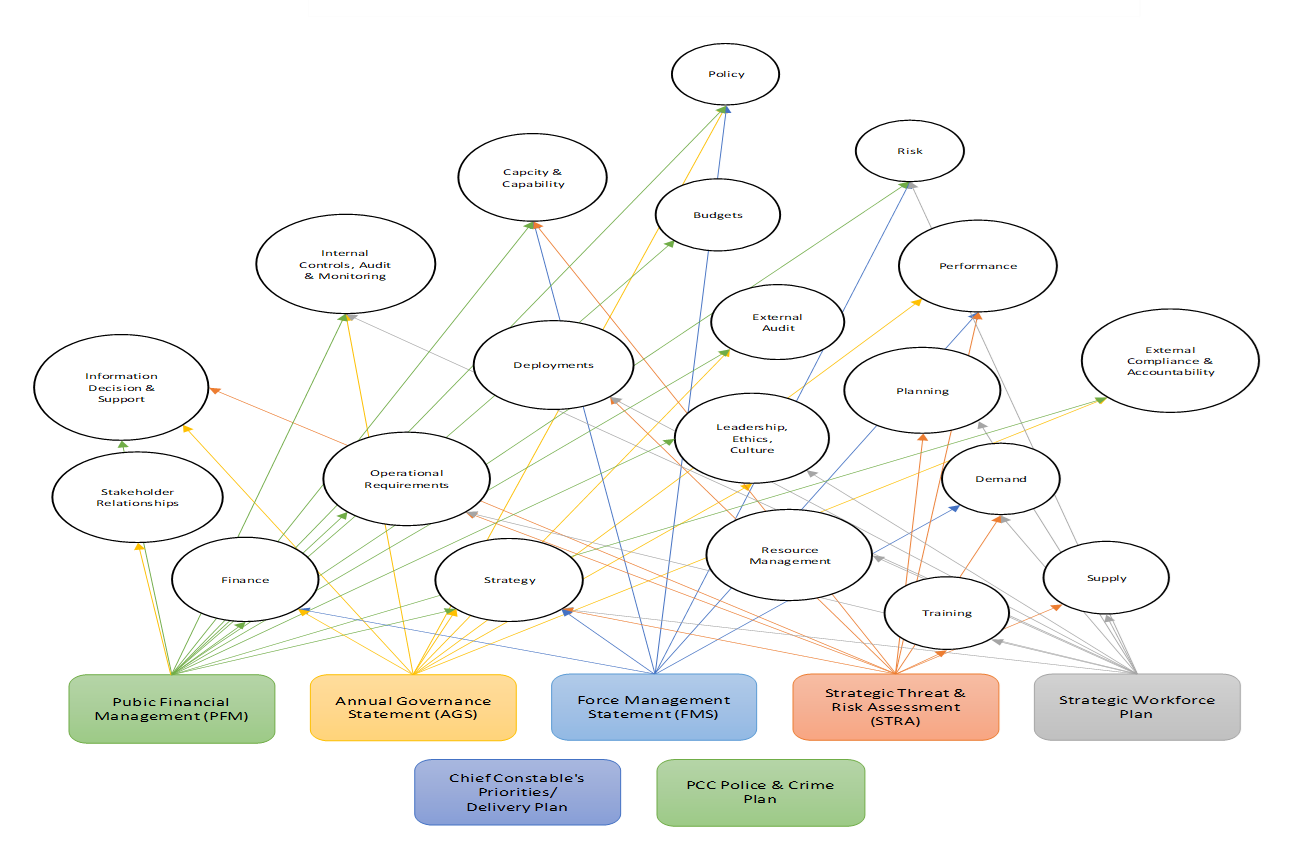 Policy
Risk
Capcity &
Capability
Budgets
Internal
Controls, Audit
& Monitoring
Performance
External
Audit
External
Compliance &
Accountability
Deployments
Information
Decision &
Support
Planning
Leadership,
Ethics,
Culture
Operational
Requirements
Demand
Stakeholder
Relationships
Resource
Management
Finance
Strategy
Supply
Training
Pubic Financial
Management (PFM)
Annual Governance
Statement (AGS)
Force Management
Statement (FMS)
Strategic Threat &
Risk Assessment
(STRA)
Strategic Workforce
Plan
Chief Constable's
Priorities/
Delivery Plan
PCC Police & Crime
Plan